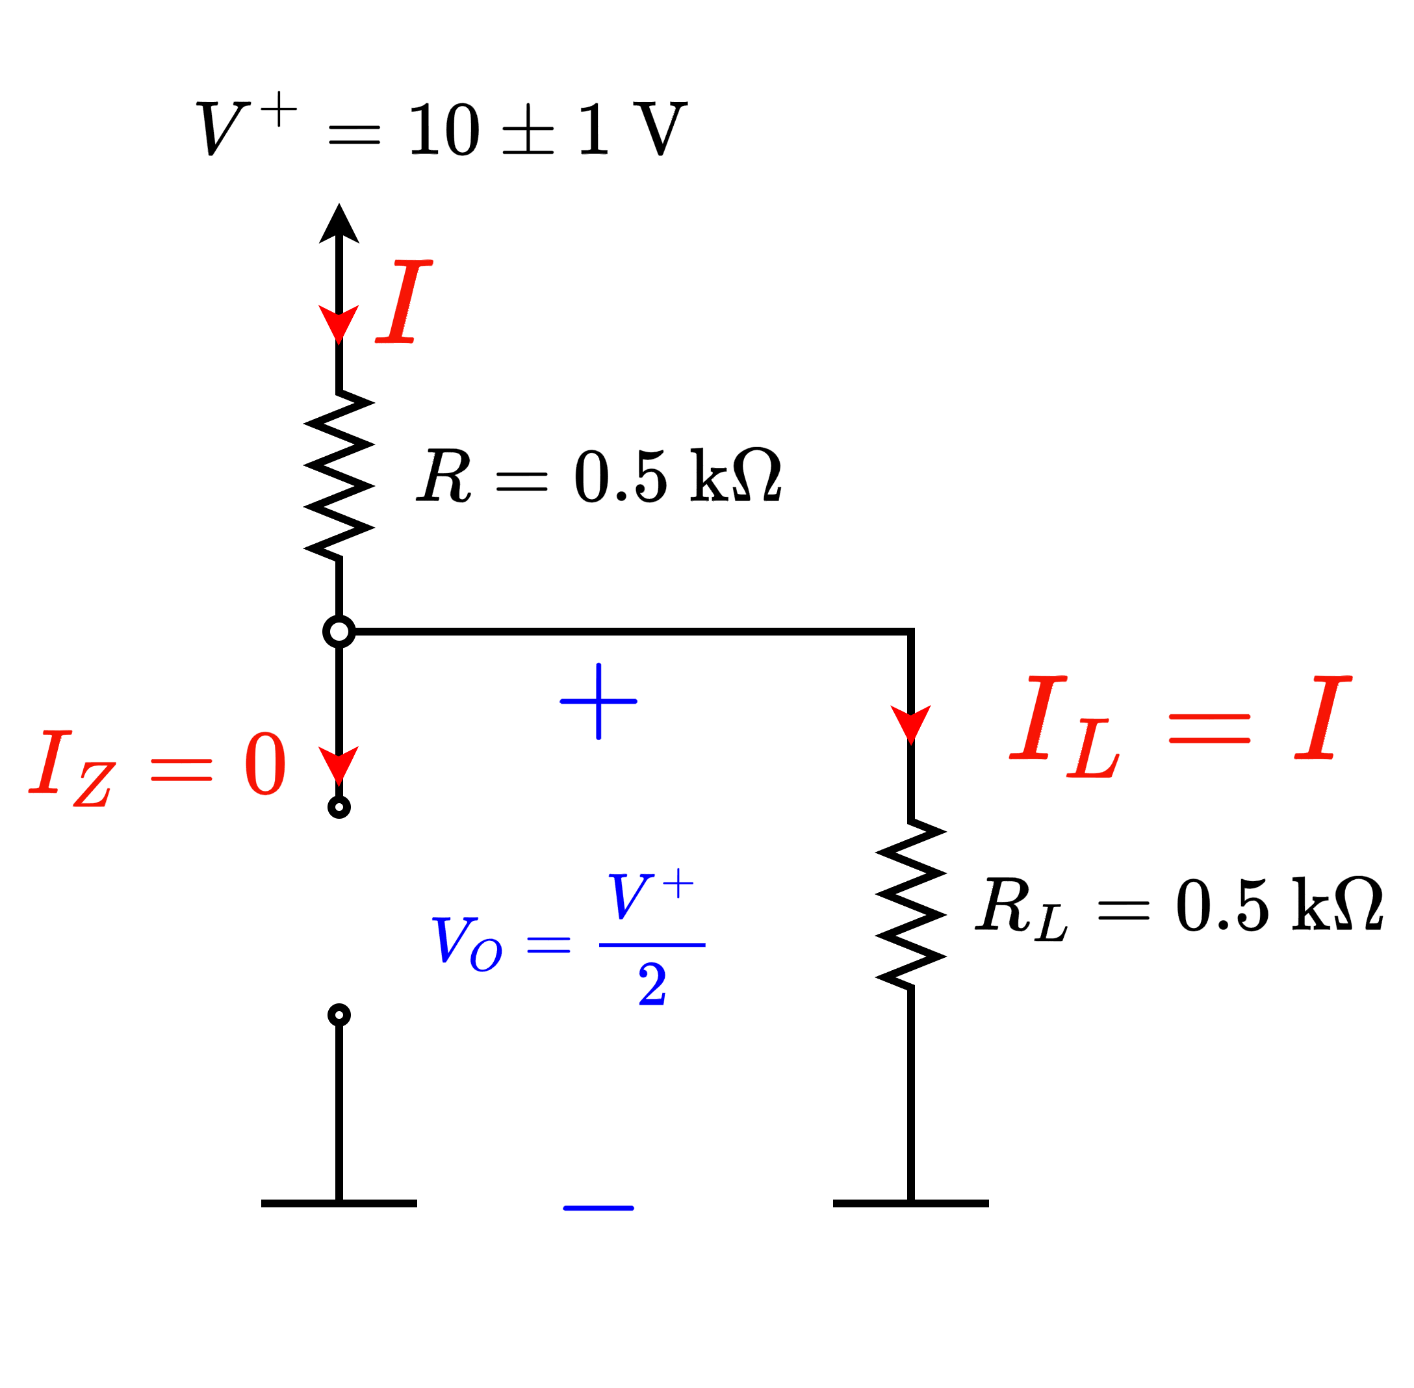 V⁺ = 10 ± 1 V
I
R = 0.5 kΩ
+
I_Z = 0
I_L = I
V_O = V⁺/2
R_L = 0.5 kΩ
−